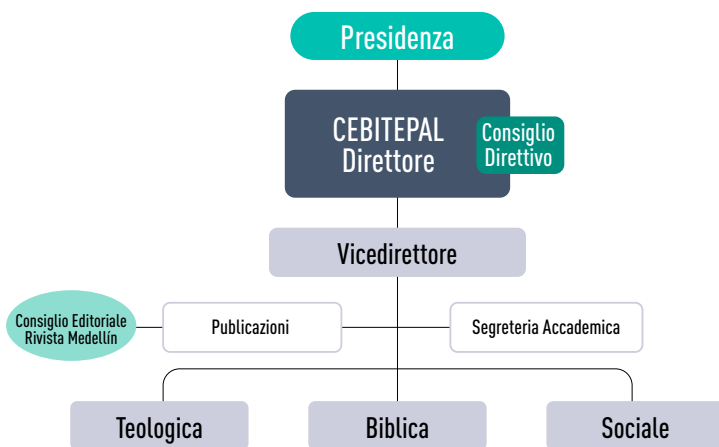 Presidenza
CEBITEPAL
Direttore
Consiglio
Direttivo
Vicedirettore
Consiglio Editoriale
Rivista Medellín
Publicazioni
Segreteria Accademica
Teologica
Biblica
Sociale